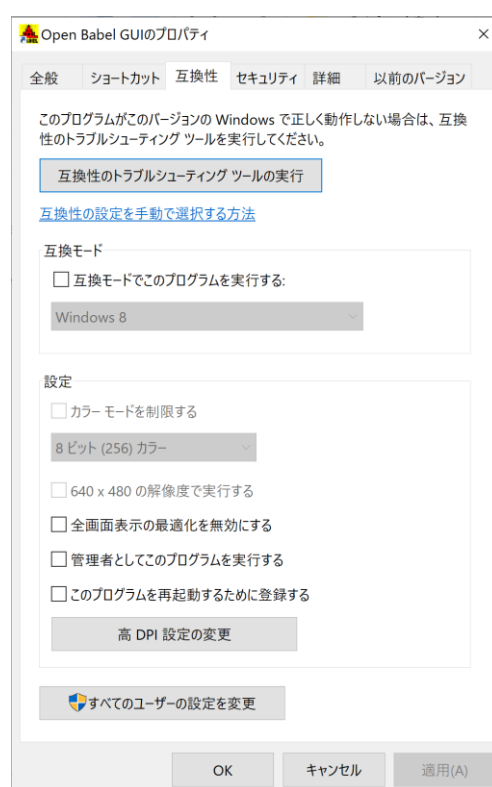 Open Babel GUIのプロパティ
全般 ショートカット 互換性 セキュリティ 詳細 以前のバージョン
このプログラムがこのバージョンの Windows で正しく動作しない場合は、互換
性のトラブルシューティング ツールを実行してください。
互換性のトラブルシューティング ツールの実行
互換性の設定を手動で選択する方法
互換モード
互換モードでこのプログラムを実行する:
Windows 8
設定
カラー モードを制限する
8 ビット (256) カラー
640 x 480 の解像度で実行する
全画面表示の最適化を無効にする
管理者としてこのプログラムを実行する
このプログラムを再起動するために登録する
高 DPI 設定の変更
すべてのユーザーの設定を変更
OK キャンセル 適用(A)